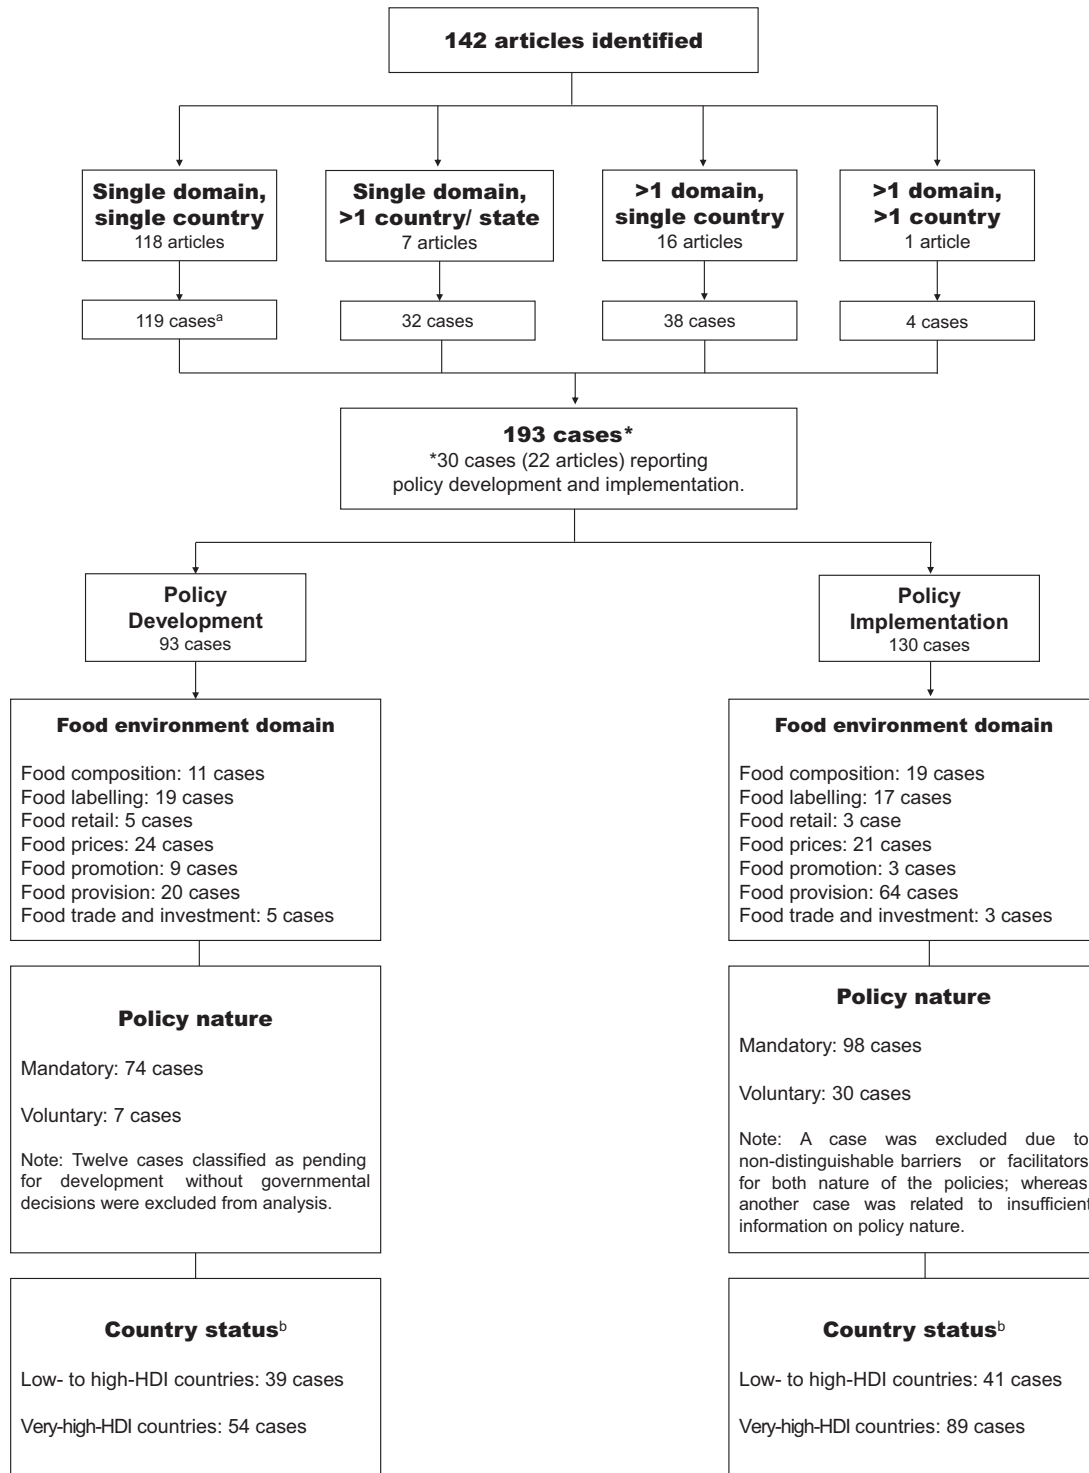 142 articles identified
Single domain,
single country
118 articles
Single domain,
>1 country/ state
7 articles
>1 domain,
single country
16 articles
>1 domain,
>1 country
1 article
119 casesᵃ
32 cases
38 cases
4 cases
193 cases*
*30 cases (22 articles) reporting
policy development and implementation.
Policy
Development
93 cases
Food environment domain
Food composition: 11 cases
Food labelling: 19 cases
Food retail: 5 cases
Food prices: 24 cases
Food promotion: 9 cases
Food provision: 20 cases
Food trade and investment: 5 cases
Policy nature
Mandatory: 74 cases
Voluntary: 7 cases
Note: Twelve cases classified as pending
for development without governmental
decisions were excluded from analysis.
Country statusᵇ
Low- to high-HDI countries: 39 cases
Very-high-HDI countries: 54 cases
Policy
Implementation
130 cases
Food environment domain
Food composition: 19 cases
Food labelling: 17 cases
Food retail: 3 case
Food prices: 21 cases
Food promotion: 3 cases
Food provision: 64 cases
Food trade and investment: 3 cases
Policy nature
Mandatory: 98 cases
Voluntary: 30 cases
Note: A case was excluded due to
non-distinguishable barriers or facilitators
for both nature of the policies; whereas
another case was related to insufficient
information on policy nature.
Country statusᵇ
Low- to high-HDI countries: 41 cases
Very-high-HDI countries: 89 cases